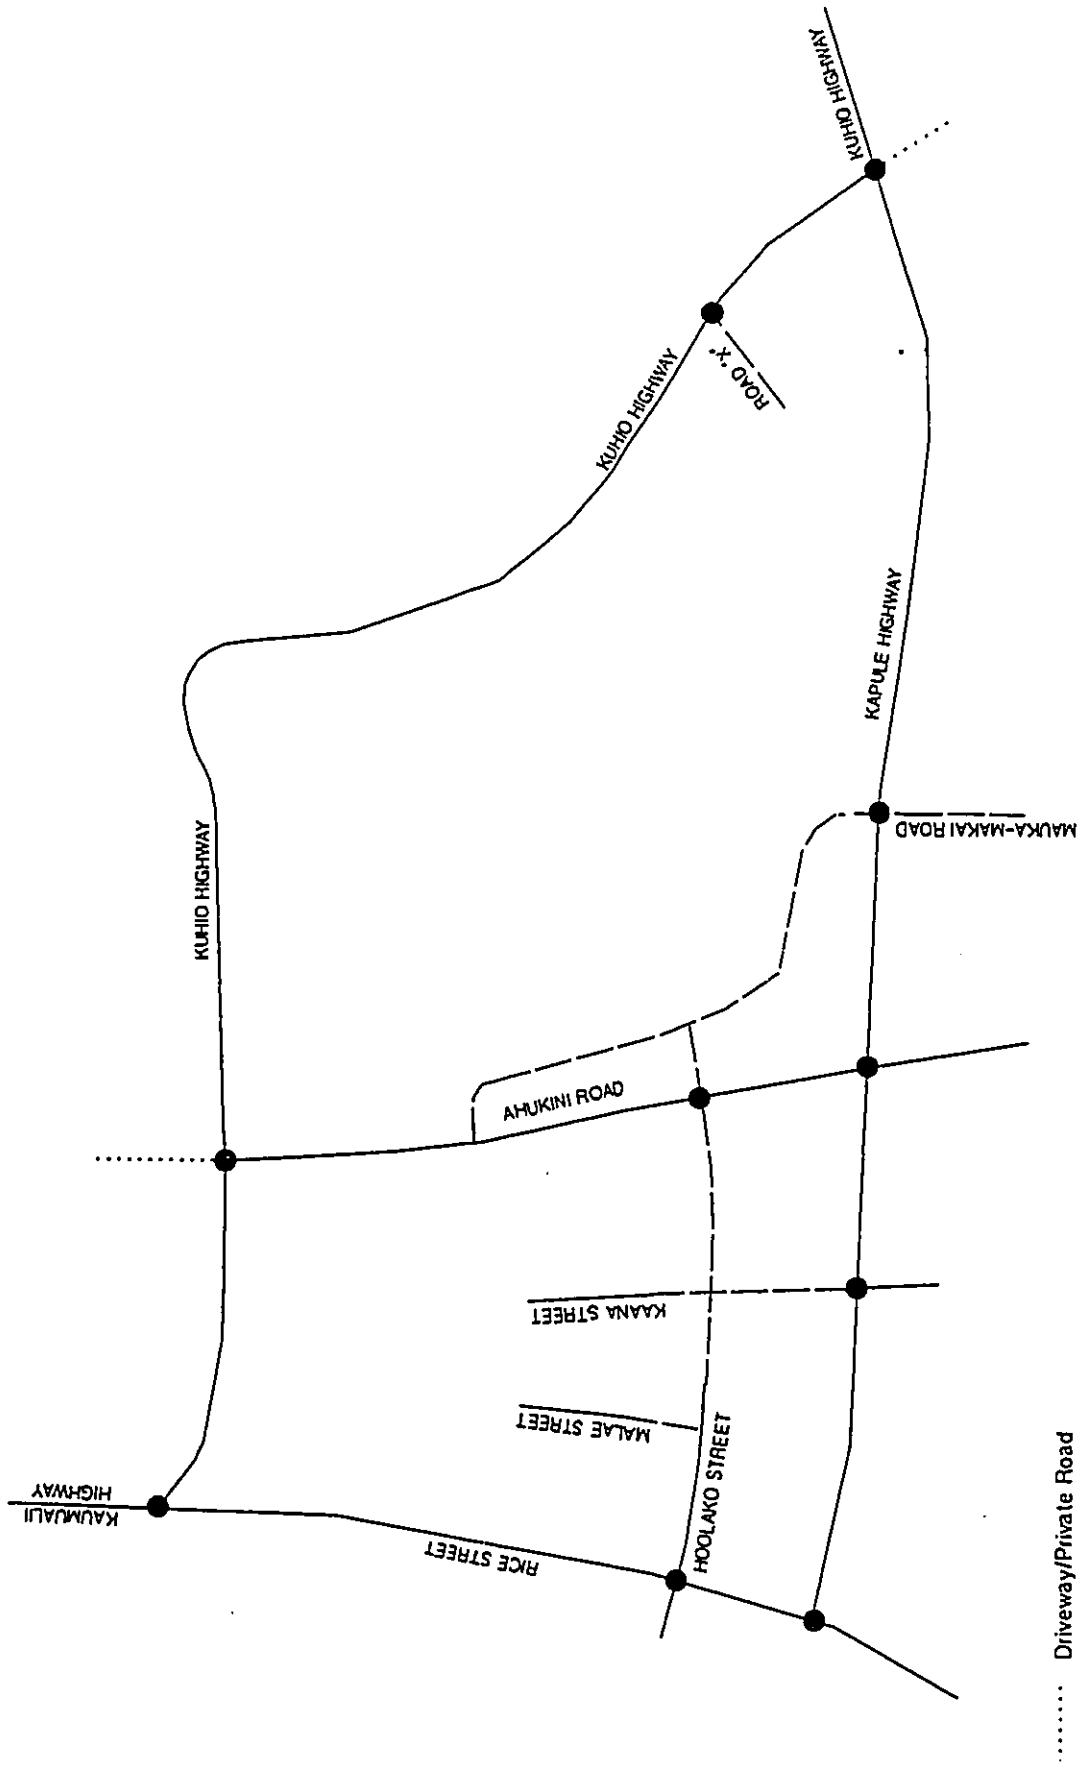 KUHIO HIGHWAY
KUHIO HIGHWAY
ROAD "X"
KUHIO HIGHWAY
KAPULE HIGHWAY
MAUKA-MAKAI ROAD
AHUKINI ROAD
KAANA STREET
MALAE STREET
HOOLAKO STREET
KAUMUALII
HIGHWAY
RICE STREET
Driveway/Private Road